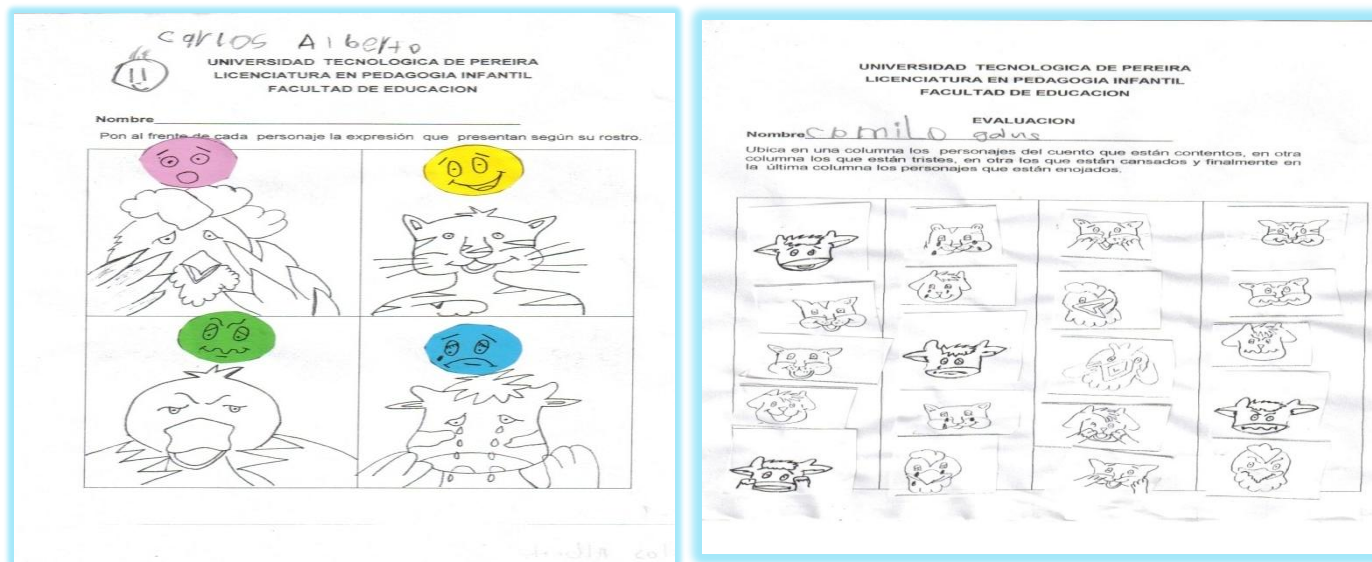 Carlos Alberto
UNIVERSIDAD TECNOLOGICA DE PEREIRA
LICENCIATURA EN PEDAGOGIA INFANTIL
FACULTAD DE EDUCACION
Nombre
Pon al frente de cada personaje la expresión que presentan según su rostro.
UNIVERSIDAD TECNOLOGICA DE PEREIRA
LICENCIATURA EN PEDAGOGIA INFANTIL
FACULTAD DE EDUCACION
EVALUACION
Nombre
Ubica en una columna los personajes del cuento que están contentos, en otra
columna los que están tristes, en otra los que están cansados y finalmente en
la última columna los personajes que están enojados.